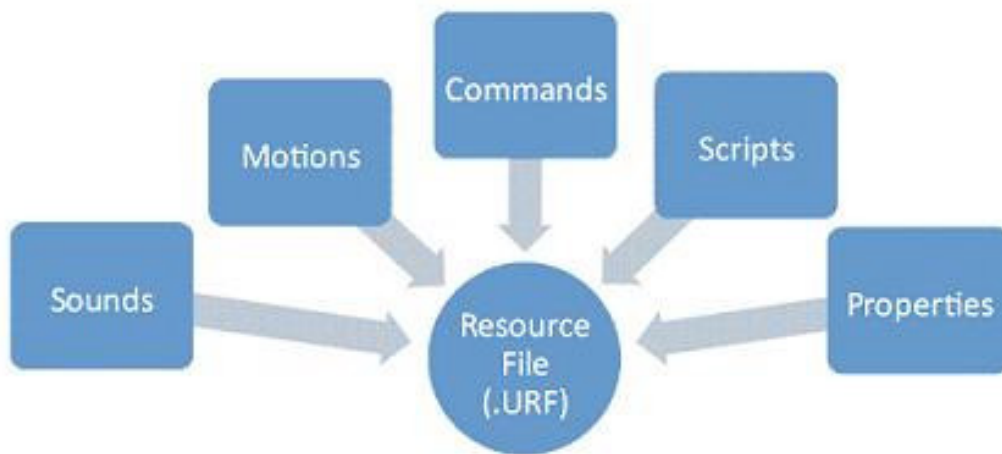 Commands
Motions
Scripts
Sounds
Properties
Resource
File
(.URF)